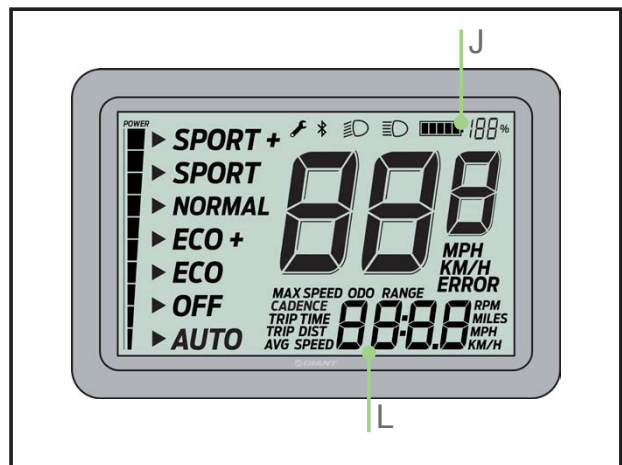 J
POWER
SPORT +
SPORT
NORMAL
ECO +
ECO
OFF
AUTO
188 %
888
MPH
KM/H
ERROR
MAX SPEED ODO RANGE
CADENCE
TRIP TIME
TRIP DIST
AVG SPEED
88:8.8
RPM
MILES
MPH
KM/H
GIANT
L